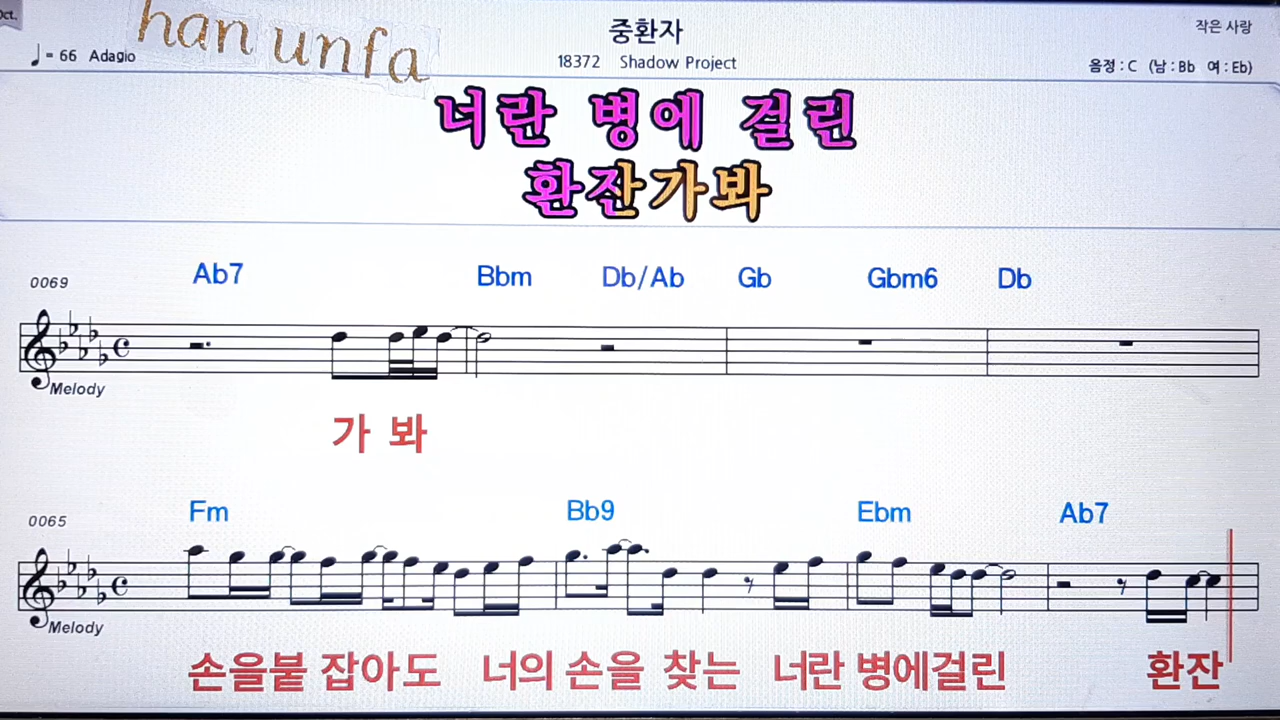 Oct.
han unfa
중환자
작은 사랑
♩= 66 Adagio
18372 Shadow Project
음정 : C (남 : Bb 여 : Eb)
너란 병에 걸린
환잔가봐
0069
Ab7 Bbm Db/Ab Gb Gbm6 Db
Melody
가 봐
0065
Fm Bb9 Ebm Ab7
Melody
손을붙 잡아도 너의 손을 찾는 너란 병에걸린 환잔